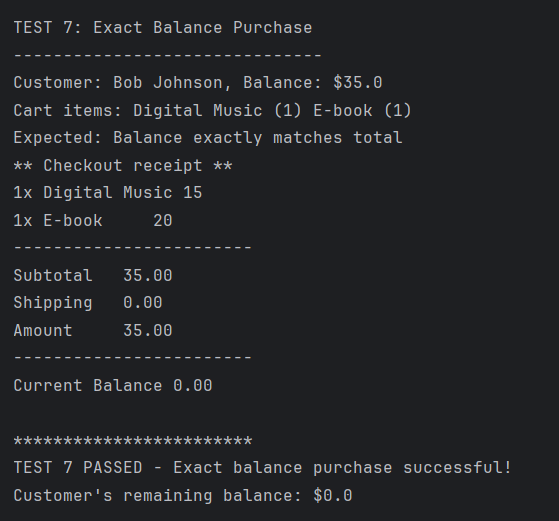 TEST 7: Exact Balance Purchase
-------------------------------
Customer: Bob Johnson, Balance: $35.0
Cart items: Digital Music (1) E-book (1)
Expected: Balance exactly matches total
** Checkout receipt **
1x Digital Music 15
1x E-book     20
------------------------
Subtotal   35.00
Shipping   0.00
Amount     35.00
------------------------
Current Balance 0.00

************************
TEST 7 PASSED - Exact balance purchase successful!
Customer's remaining balance: $0.0